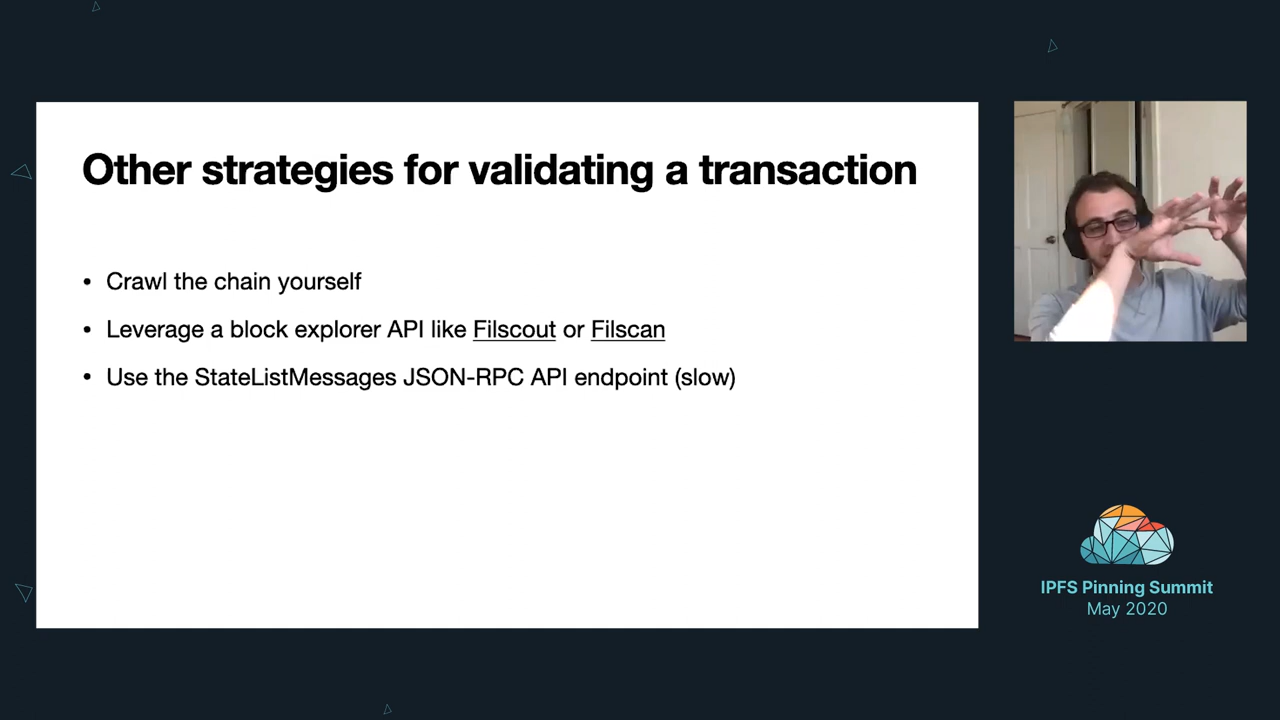 Other strategies for validating a transaction
• Crawl the chain yourself
• Leverage a block explorer API like Filscout or Filscan
• Use the StateListMessages JSON-RPC API endpoint (slow)
IPFS Pinning Summit
May 2020